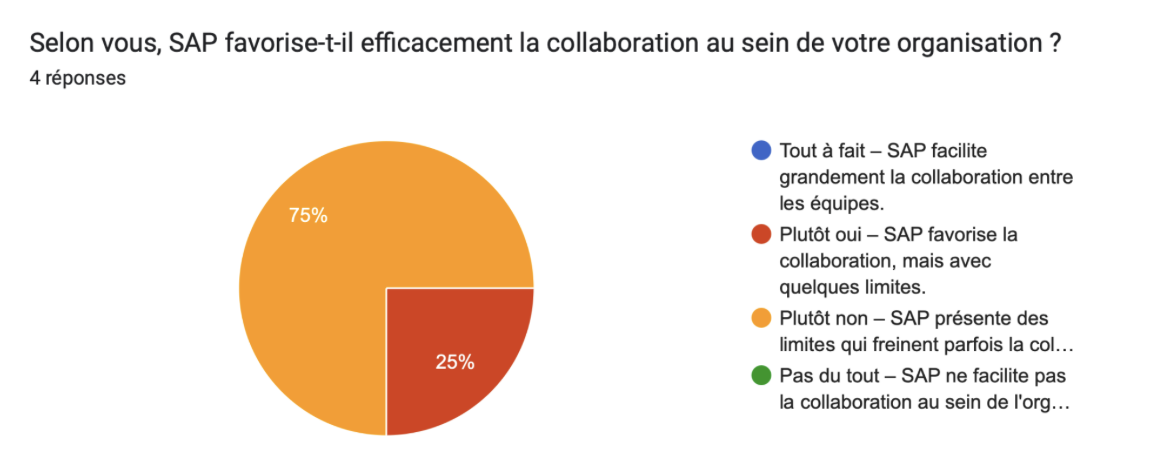 Selon vous, SAP favorise-t-il efficacement la collaboration au sein de votre organisation ?
4 réponses
75%
25%
Tout à fait – SAP facilite
grandement la collaboration entre
les équipes.
Plutôt oui – SAP favorise la
collaboration, mais avec
quelques limites.
Plutôt non – SAP présente des
limites qui freinent parfois la col…
Pas du tout – SAP ne facilite pas
la collaboration au sein de l'org…